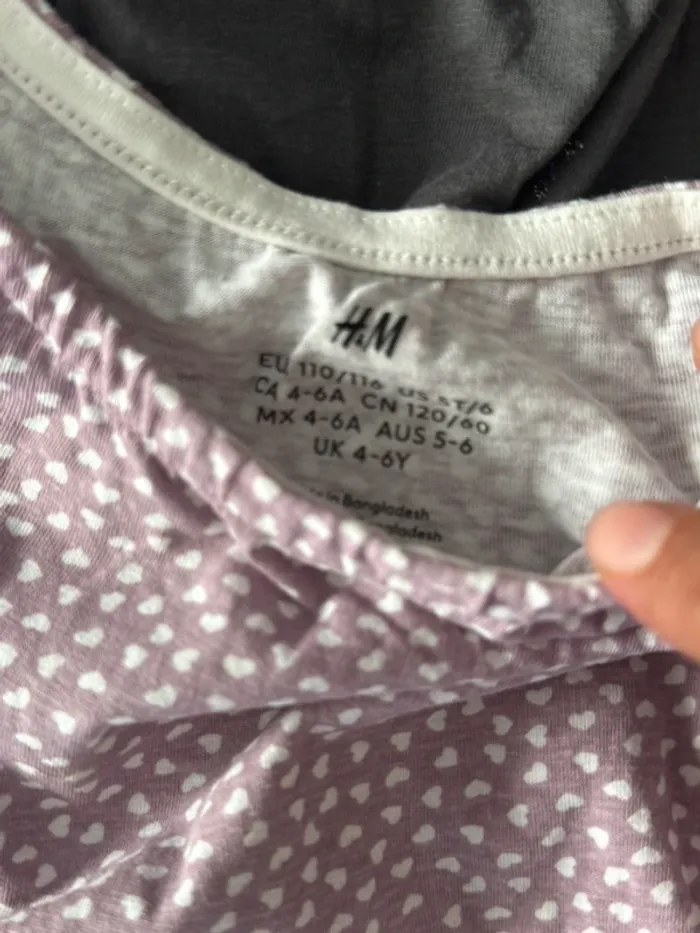 H&M
EU 110/116 US 5T/6
CA 4-6A CN 120/60
MX 4-6A AUS 5-6
UK 4-6Y
in Bangladesh